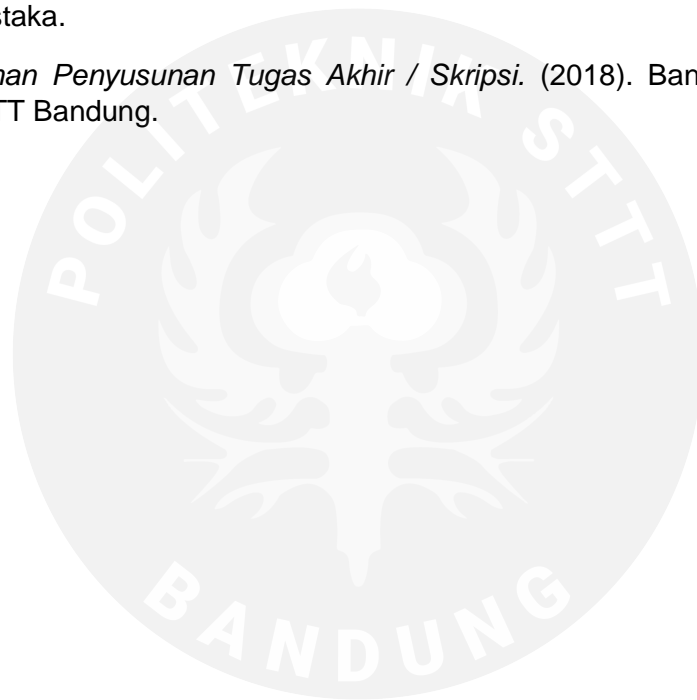 staka.
nan Penyusunan Tugas Akhir / Skripsi. (2018). Ban
TT Bandung.
POLITEKNIK STTT
BANDUNG